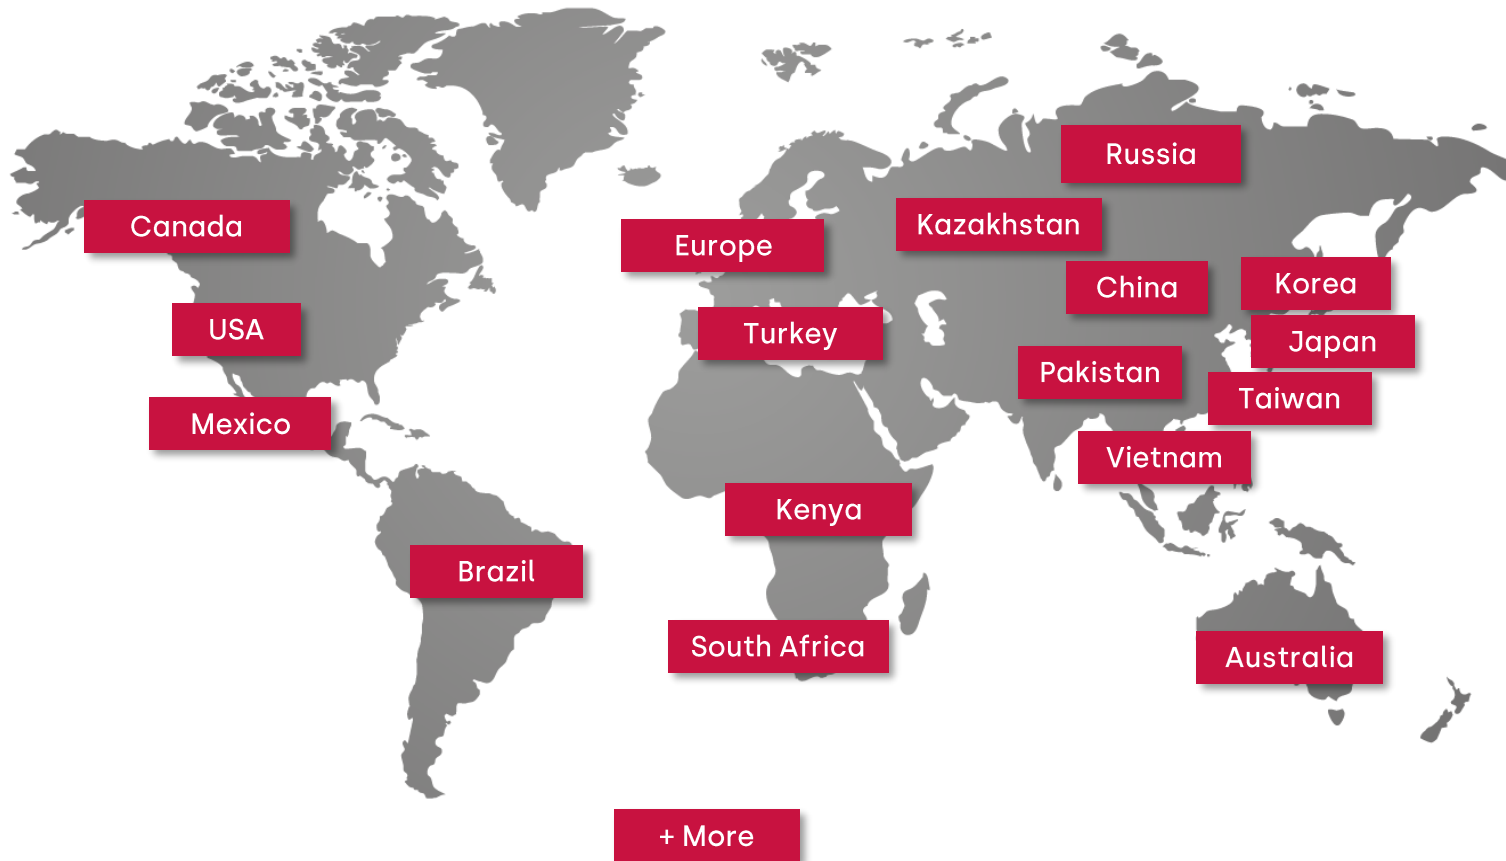 Russia
Canada
Kazakhstan
Europe
China
Korea
USA
Turkey
Japan
Pakistan
Taiwan
Mexico
Vietnam
Kenya
Brazil
South Africa
Australia
+ More